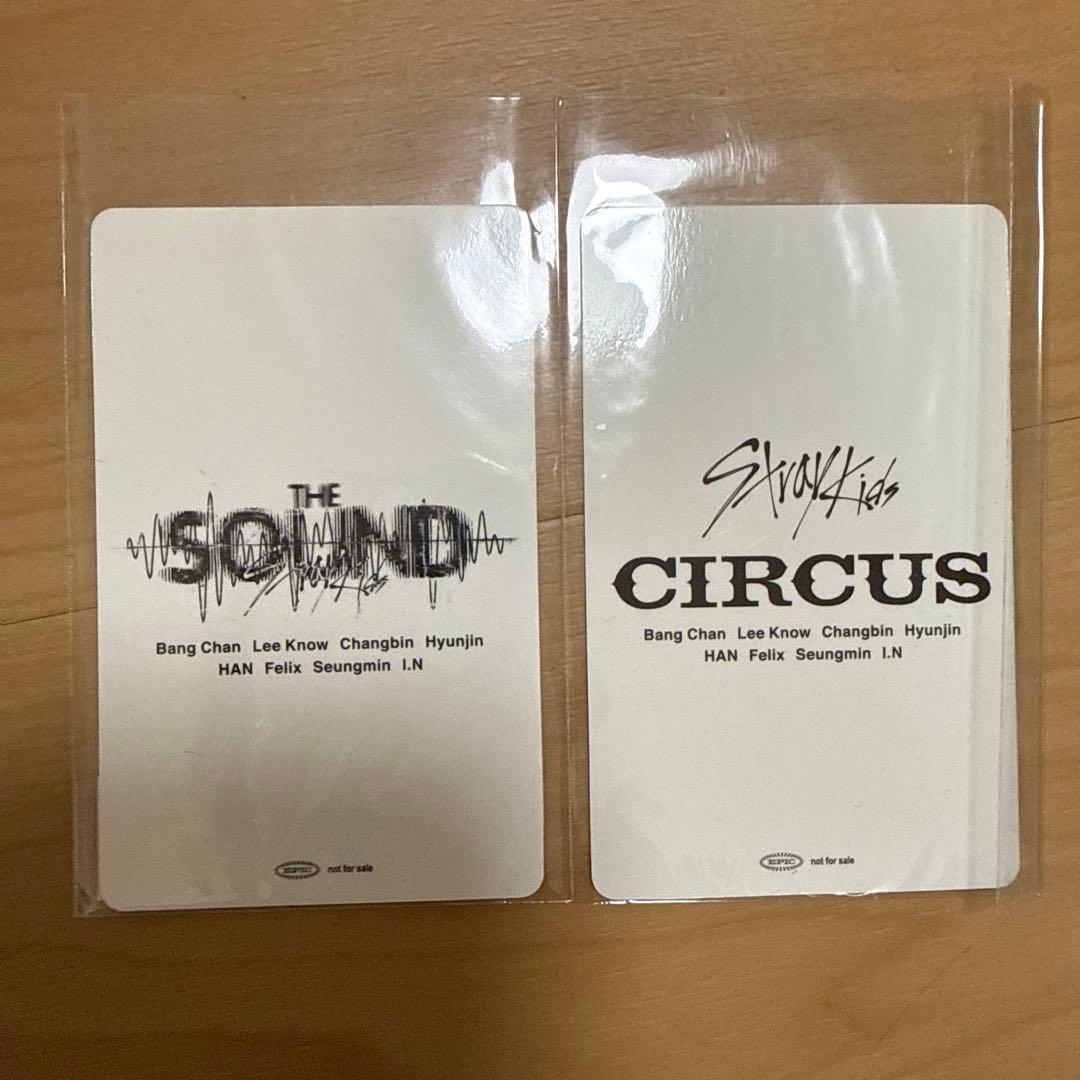 THE
SOUND
Stray Kids
Bang Chan Lee Know Changbin Hyunjin
HAN Felix Seungmin I.N
EPIC not for sale
Stray Kids
CIRCUS
Bang Chan Lee Know Changbin Hyunjin
HAN Felix Seungmin I.N
EPIC not for sale